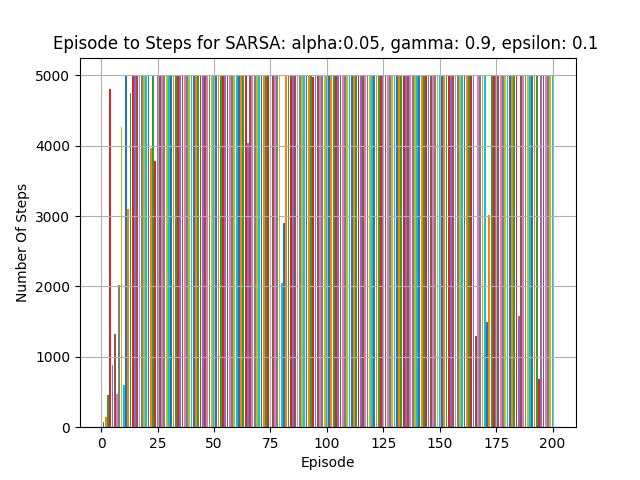 Episode to Steps for SARSA: alpha:0.05, gamma: 0.9, epsilon: 0.1
5000
4000
3000
2000
1000
0
Number Of Steps
0 25 50 75 100 125 150 175 200
Episode